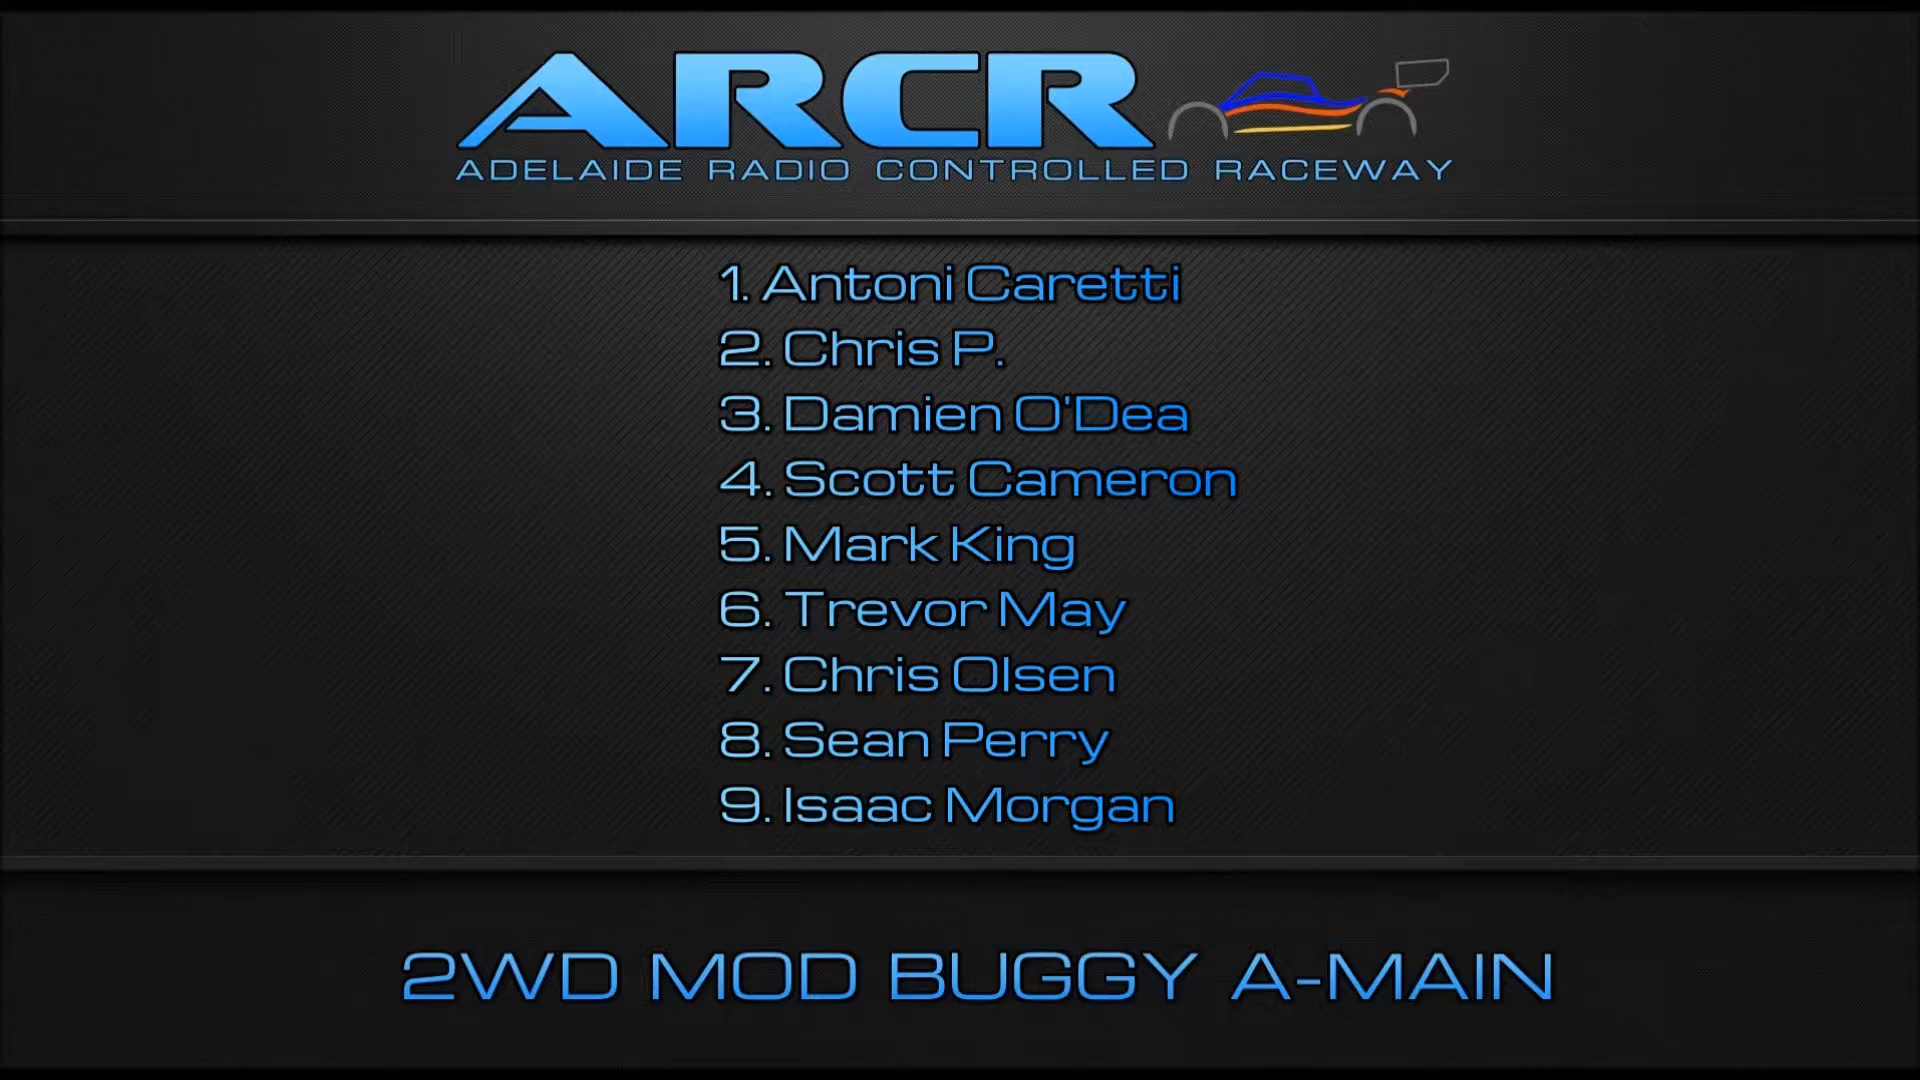 ARCR
ADELAIDE RADIO CONTROLLED RACEWAY
1. Antoni Caretti
2. Chris P.
3. Damien O'Dea
4. Scott Cameron
5. Mark King
6. Trevor May
7. Chris Olsen
8. Sean Perry
9. Isaac Morgan
2WD MOD BUGGY A-MAIN